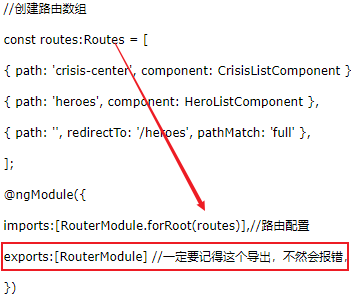 //创建路由数组
const routes:Routes = [
{ path: 'crisis-center', component: CrisisListComponent }
{ path: 'heroes', component: HeroListComponent },
{ path: '', redirectTo: '/heroes', pathMatch: 'full' },
];
@ngModule({
imports:[RouterModule.forRoot(routes)],//路由配置
exports:[RouterModule] //一定要记得这个导出，不然会报错，
})